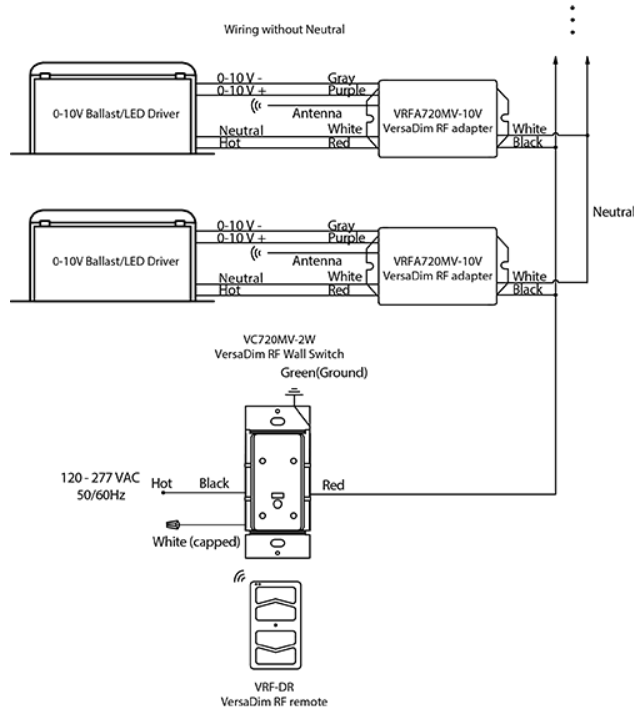 Wiring without Neutral
0-10 V -
Gray
0-10 V +
Purple
Antenna
0-10V Ballast/LED Driver
VRFA720MV-10V
VersaDim RF adapter
Neutral
White
Hot
Red
White
Black
Neutral
0-10 V -
Gray
0-10 V +
Purple
Antenna
0-10V Ballast/LED Driver
VRFA720MV-10V
VersaDim RF adapter
Neutral
White
Hot
Red
White
Black
VC720MV-2W
VersaDim RF Wall Switch
Green(Ground)
120 - 277 VAC
50/60Hz
Hot
Black
Red
White (capped)
VRF-DR
VersaDim RF remote